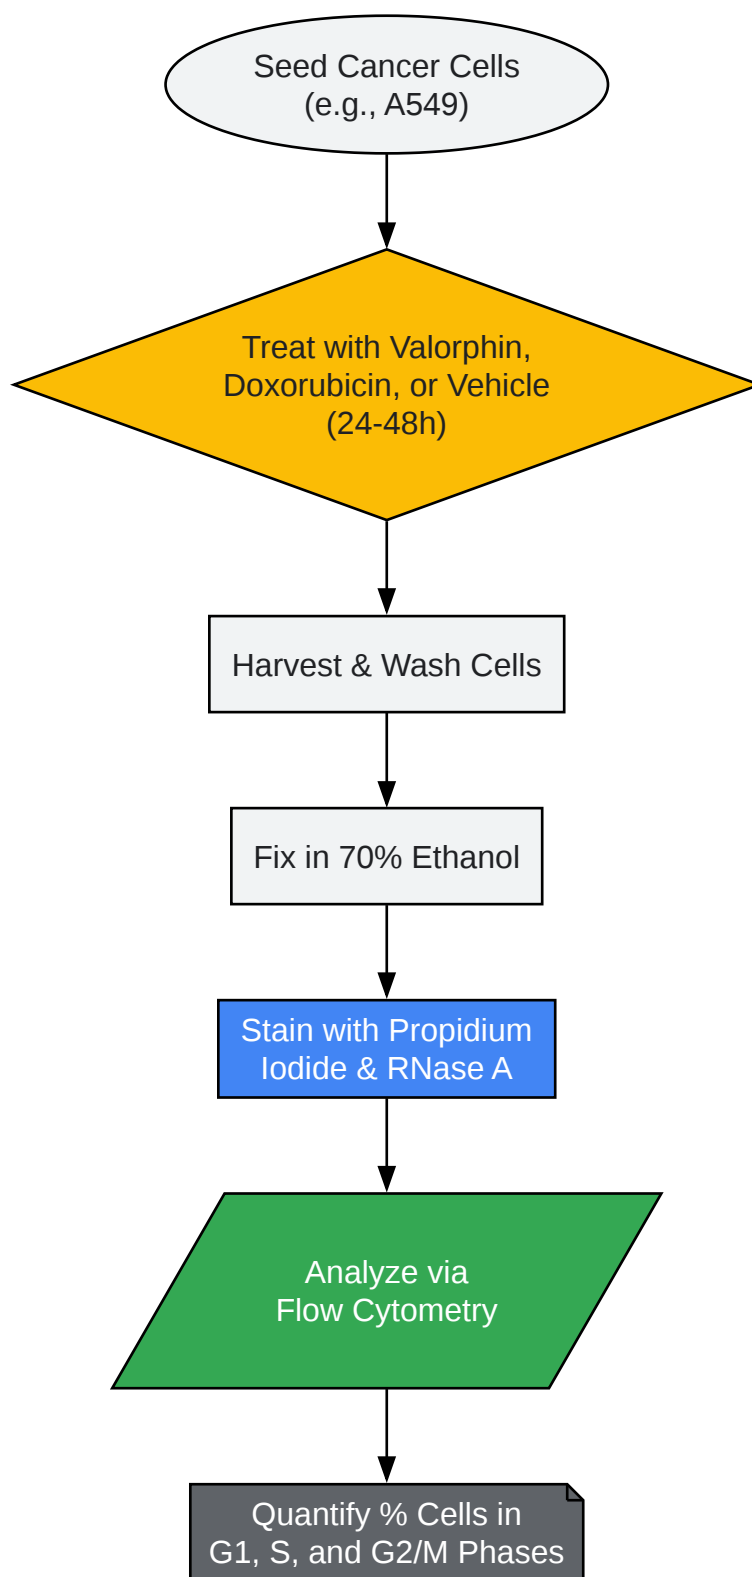 Seed Cancer Cells
(e.g., A549)
Treat with Valorphin,
Doxorubicin, or Vehicle
(24-48h)
Harvest & Wash Cells
Fix in 70% Ethanol
Stain with Propidium
Iodide & RNase A
Analyze via
Flow Cytometry
Quantify % Cells in
G1, S, and G2/M Phases